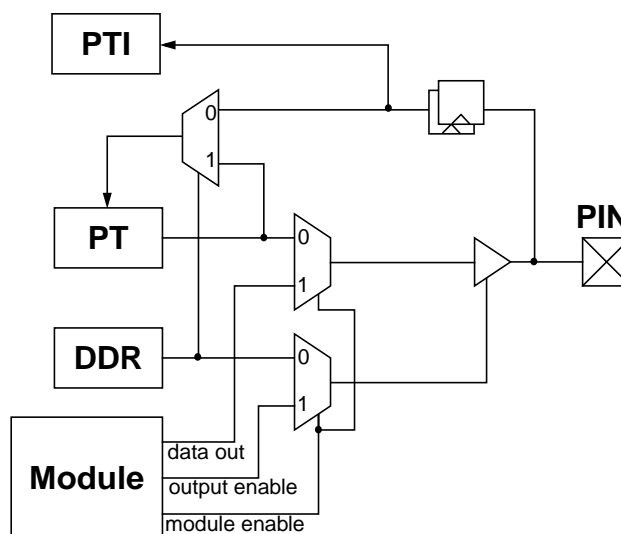 PTI
0
1
PT
PIN
0
1
DDR
0
1
Module
data out
output enable
module enable